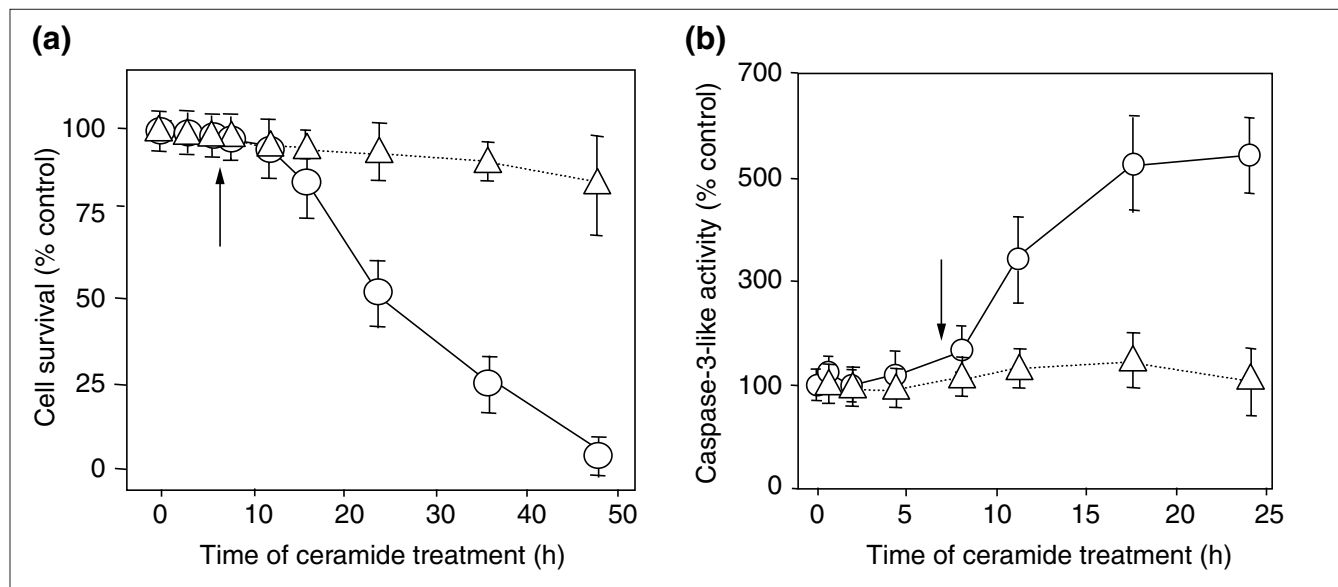 (a)
Cell survival (% control)
100
75
50
25
0
0 10 20 30 40 50
Time of ceramide treatment (h)
(b)
Caspase-3-like activity (% control)
700
500
300
100
0
0 5 10 15 20 25
Time of ceramide treatment (h)